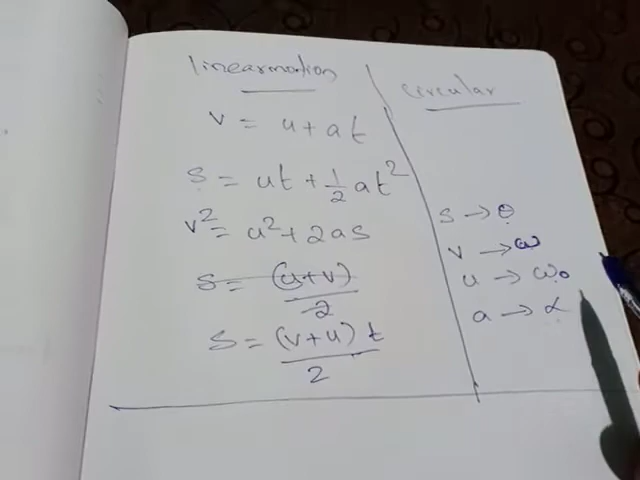 linearmotion
v = u + at
s = ut + 1/2 at²
v² = u² + 2as
s = (u+v)/2
s = (v+u) t/2
circular
s → θ
v → ω
u → ω₀
a → α